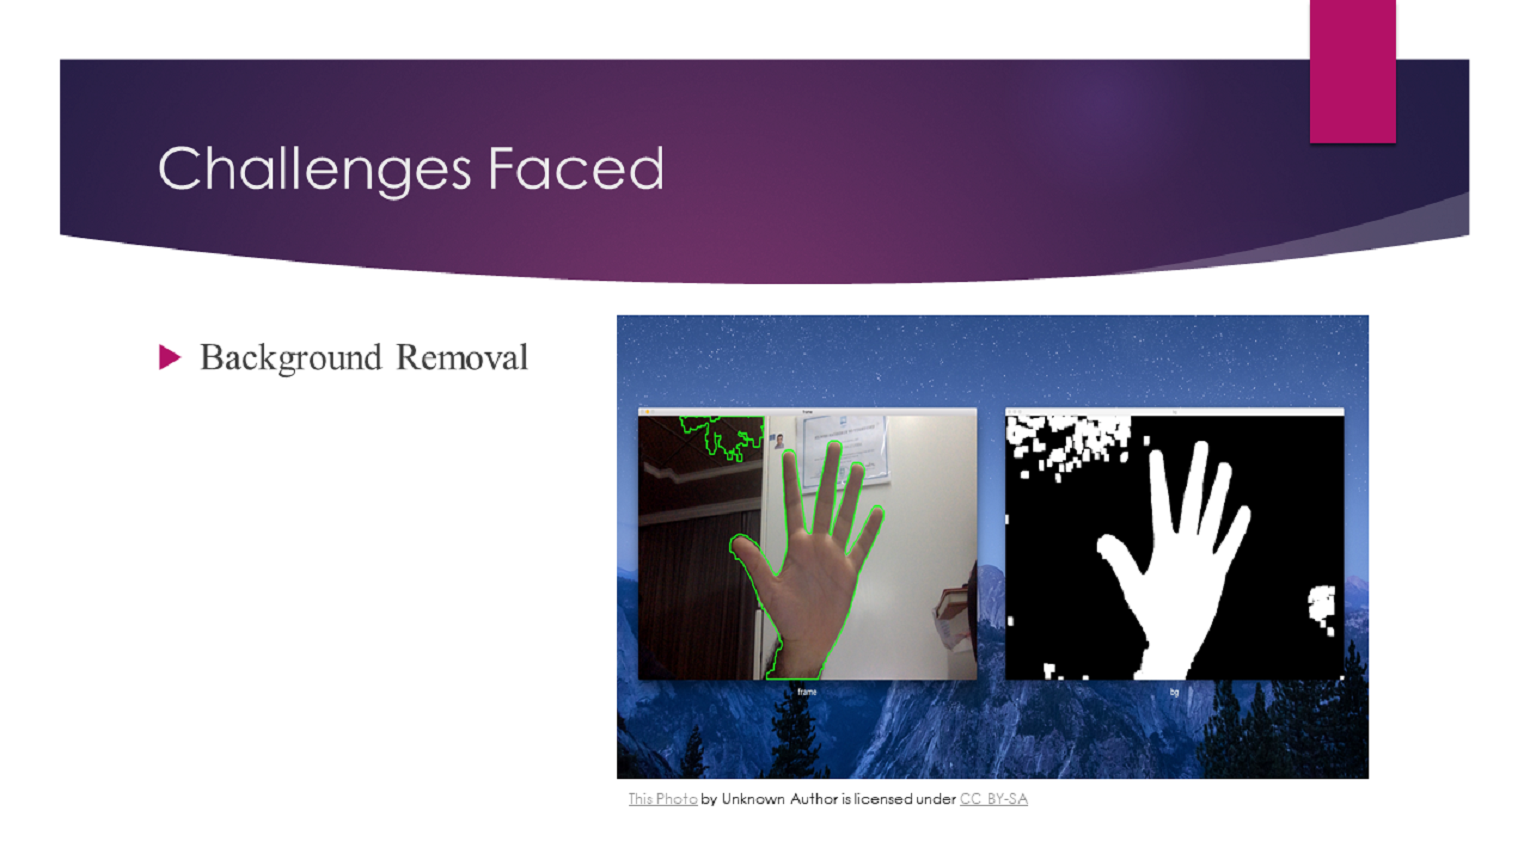 Challenges Faced
Background Removal
frame
frame
bg
This Photo by Unknown Author is licensed under CC BY-SA